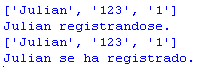 ['Julian', '123', '1']
Julian registrandose.
['Julian', '123', '1']
Julian se ha registrado.